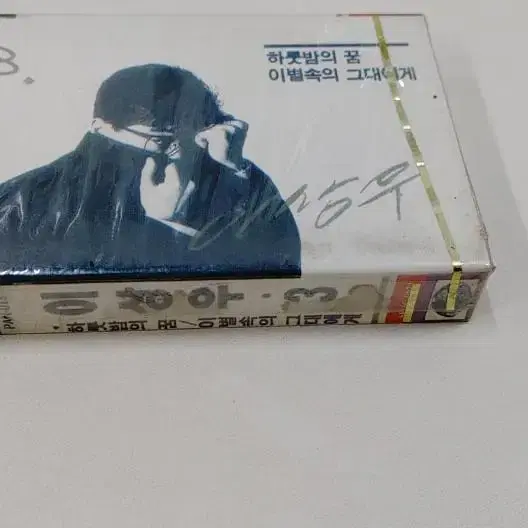 3.
하룻밤의 꿈
이별속의 그대에게
이상우
이상우·3
하룻밤의 꿈/이별속의 그대에게